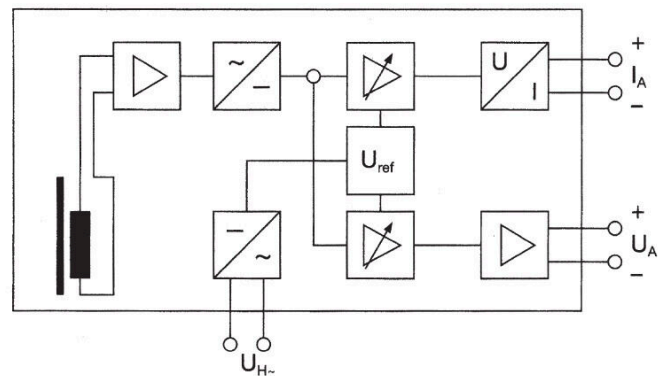 ~
–
U
I
+
I_A
–
U_ref
–
~
+
U_A
–
U_H~